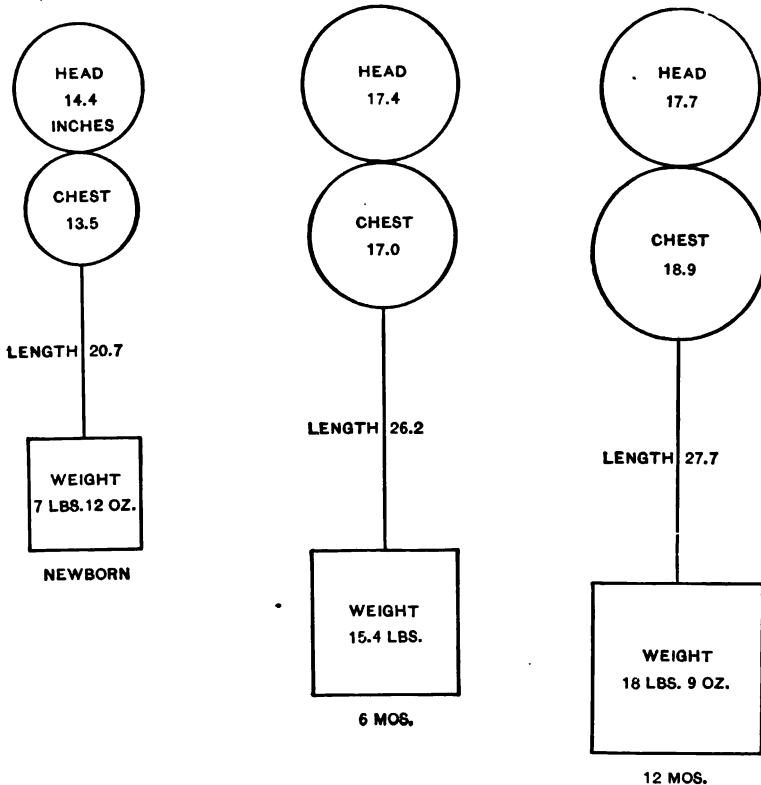 HEAD
14.4
INCHES
CHEST
13.5
LENGTH 20.7
WEIGHT
7 LBS. 12 OZ.
NEWBORN
HEAD
17.4
CHEST
17.0
LENGTH 26.2
WEIGHT
15.4 LBS.
6 MOS.
HEAD
17.7
CHEST
18.9
LENGTH 27.7
WEIGHT
18 LBS. 9 OZ.
12 MOS.